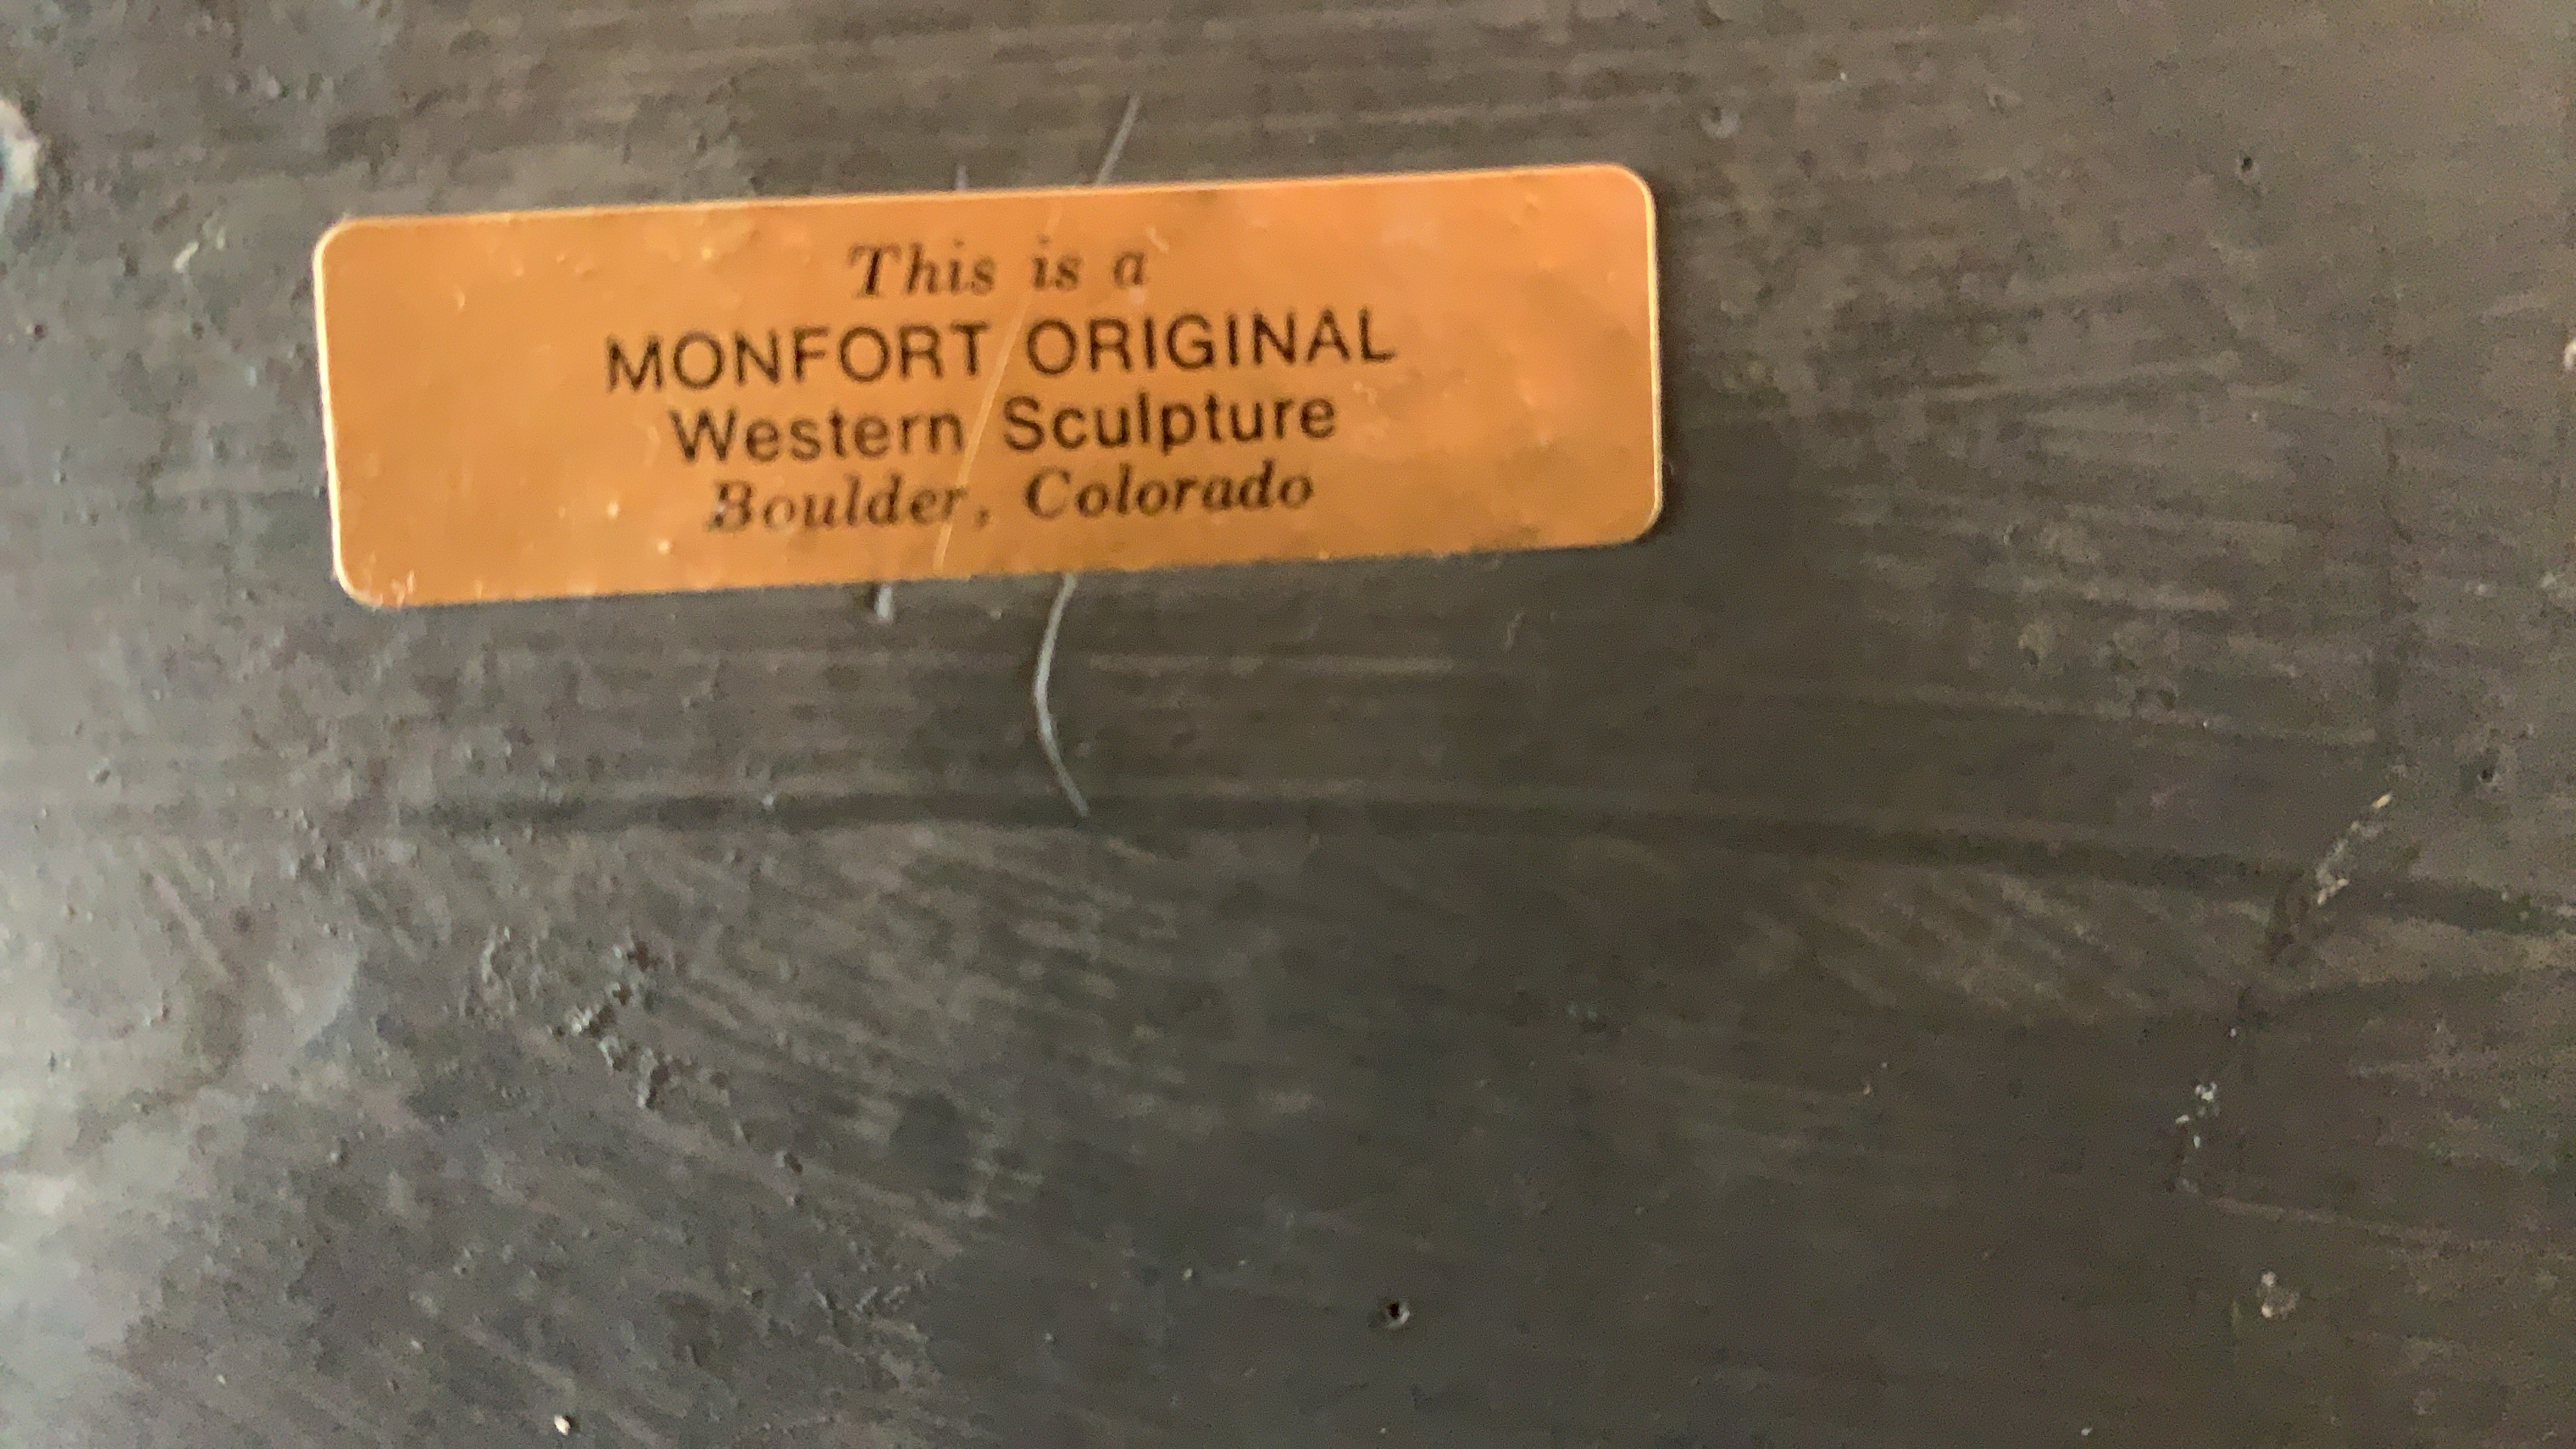 This is a
MONFORT ORIGINAL
Western Sculpture
Boulder, Colorado